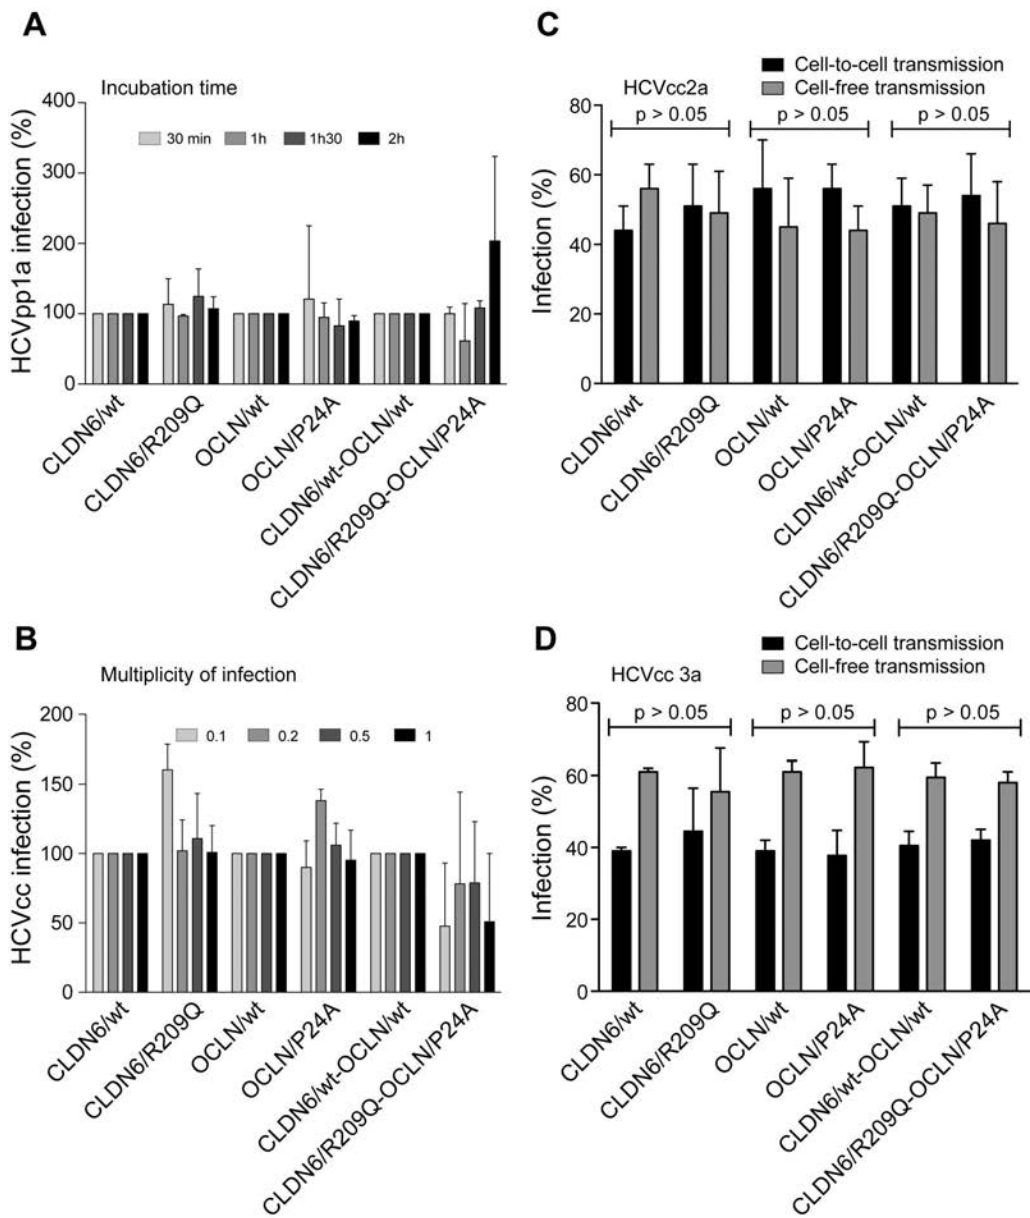 A
Incubation time
400
300
200
100
0
HCVpp1a infection (%)
30 min 1h 1h30 2h
CLDN6/wt
CLDN6/R209Q
OCLN/wt
OCLN/P24A
CLDN6/wt-OCLN/wt
CLDN6/R209Q-OCLN/P24A
B
Multiplicity of infection
200
150
100
50
0
HCVcc infection (%)
0.1 0.2 0.5 1
CLDN6/wt
CLDN6/R209Q
OCLN/wt
OCLN/P24A
CLDN6/wt-OCLN/wt
CLDN6/R209Q-OCLN/P24A
C
Cell-to-cell transmission
Cell-free transmission
HCVcc2a
80
60
40
20
0
Infection (%)
p > 0.05 p > 0.05 p > 0.05
CLDN6/wt
CLDN6/R209Q
OCLN/wt
OCLN/P24A
CLDN6/wt-OCLN/wt
CLDN6/R209Q-OCLN/P24A
D
Cell-to-cell transmission
Cell-free transmission
HCVcc 3a
80
60
40
20
0
Infection (%)
p > 0.05 p > 0.05 p > 0.05
CLDN6/wt
CLDN6/R209Q
OCLN/wt
OCLN/P24A
CLDN6/wt-OCLN/wt
CLDN6/R209Q-OCLN/P24A